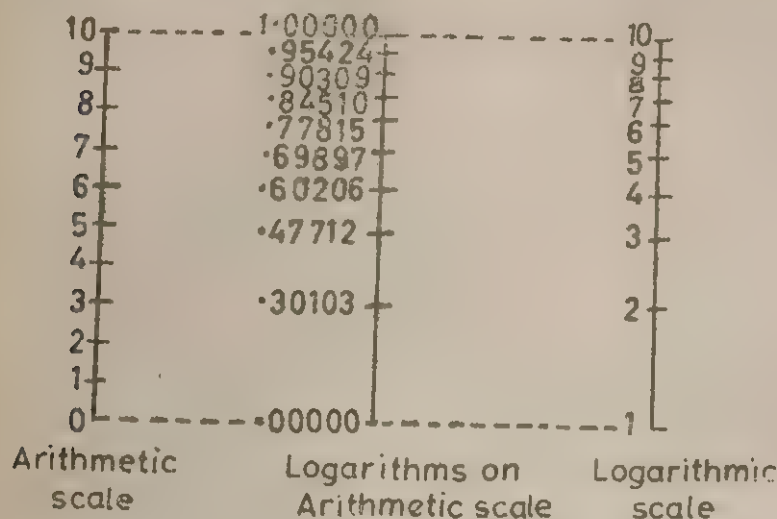 10 1.00000 10
9 ·95424 9
8 ·90309 8
7 ·84510 7
6 ·77815 6
5 ·69897 5
4 ·60206 4
3 ·47712 3
2 ·30103 2
1
0 ·00000 1
Arithmetic scale
Logarithms on Arithmetic scale
Logarithmic scale